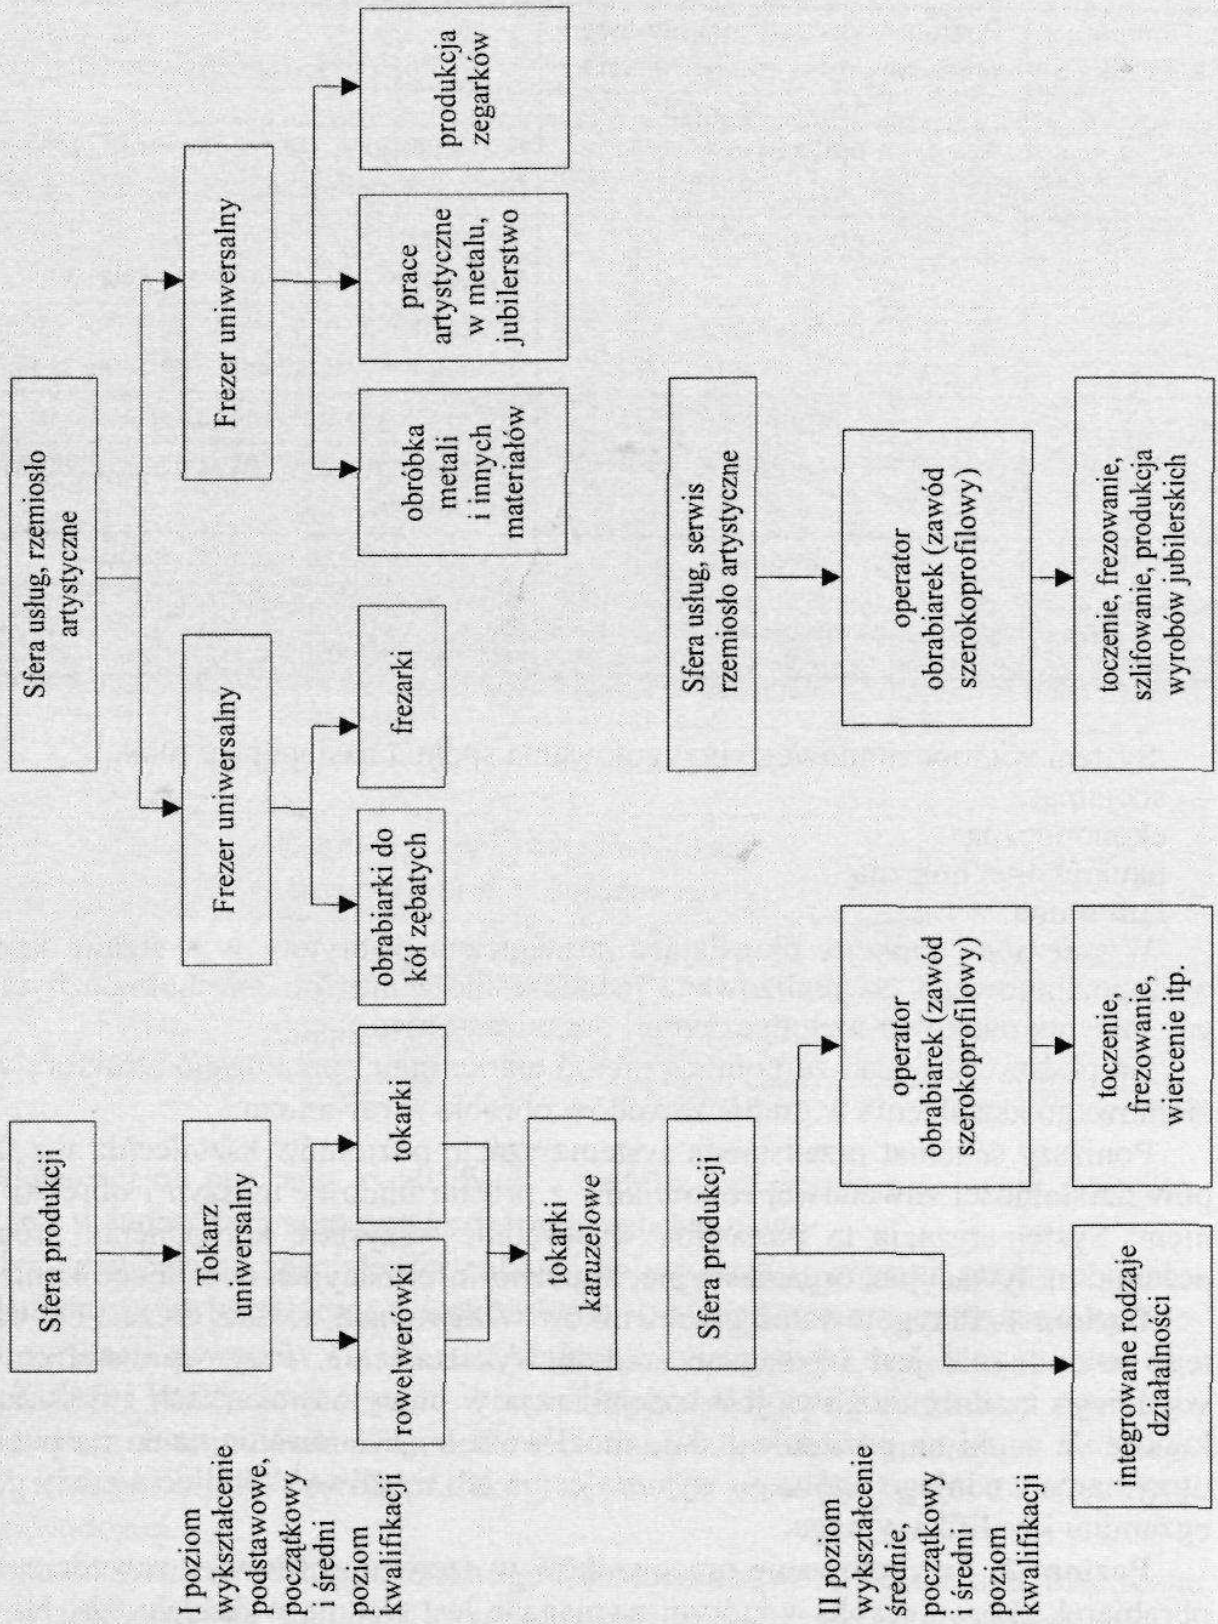 Sfera produkcji
Sfera usług, rzemiosło
artystyczne
I poziom
wykształcenie
podstawowe,
początkowy
i średni
poziom
kwalifikacji
Tokarz
uniwersalny
Frezer uniwersalny
Frezer uniwersalny
rowelwerówki
tokarki
obrabiarki do
kół zębatych
frezarki
obróbka
metali
i innych
materiałów
prace
artystyczne
w metalu,
jubilerstwo
produkcja
zegarków
tokarki
karuzelowe
Sfera produkcji
Sfera usług, serwis
rzemiosło artystyczne
II poziom
wykształcenie
średnie,
początkowy
i średni
poziom
kwalifikacji
operator
obrabiarek (zawód
szerokoprofilowy)
operator
obrabiarek (zawód
szerokoprofilowy)
integrowane rodzaje
działalności
toczenie,
frezowanie,
wiercenie itp.
toczenie, frezowanie,
szlifowanie, produkcja
wyrobów jubilerskich